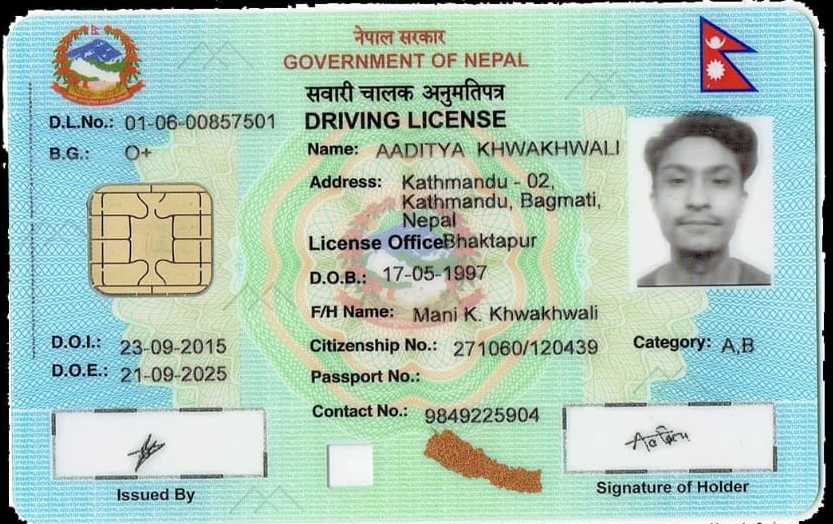 नेपाल सरकार
GOVERNMENT OF NEPAL
सवारी चालक अनुमतिपत्र
DRIVING LICENSE
D.L.No.: 01-06-00857501
B.G.: O+
Name: AADITYA KHWAKHWALI
Address: Kathmandu - 02,
Kathmandu, Bagmati,
Nepal
License Office Bhaktapur
D.O.B.: 17-05-1997
F/H Name: Mani K. Khwakhwali
D.O.I.: 23-09-2015
Citizenship No.: 271060/120439
Category: A,B
D.O.E.: 21-09-2025
Passport No.:
Contact No.: 9849225904
Issued By
Signature of Holder